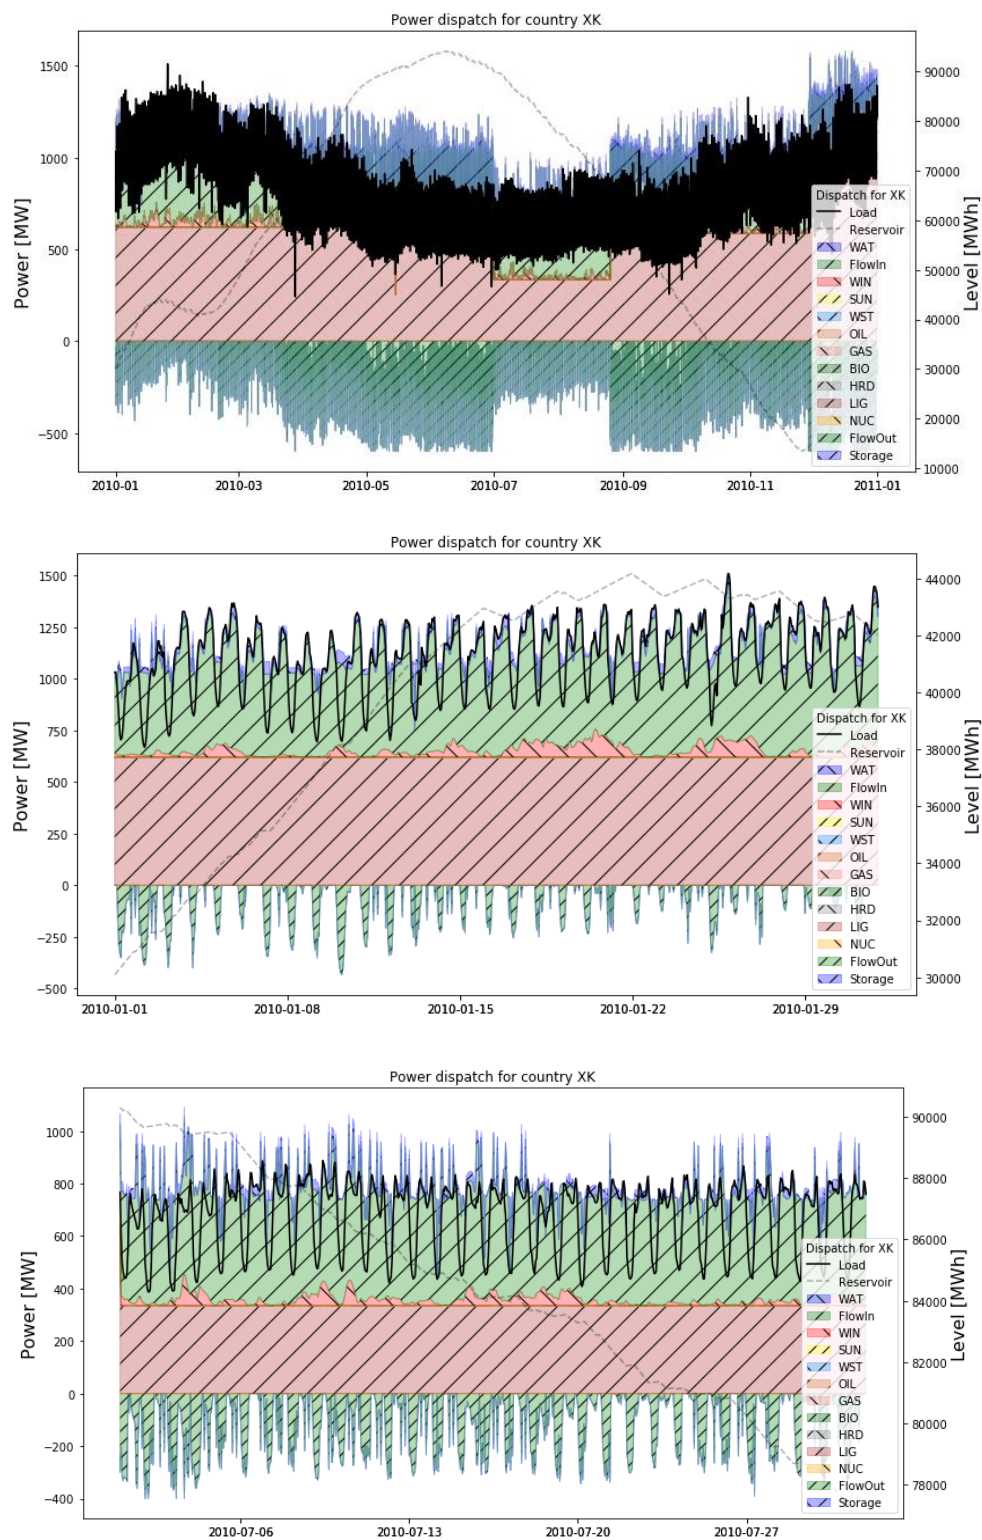 Power dispatch for country XK
Power [MW]
1500
1000
500
0
−500
Level [MWh]
90000
80000
70000
60000
50000
40000
30000
20000
10000
2010-01
2010-03
2010-05
2010-07
2010-09
2010-11
2011-01
Dispatch for XK
Load
Reservoir
WAT
FlowIn
WIN
SUN
WST
OIL
GAS
BIO
HRD
LIG
NUC
FlowOut
Storage
Power dispatch for country XK
Power [MW]
1500
1250
1000
750
500
250
0
−250
−500
Level [MWh]
44000
42000
40000
38000
36000
34000
32000
30000
2010-01-01
2010-01-08
2010-01-15
2010-01-22
2010-01-29
Dispatch for XK
Load
Reservoir
WAT
FlowIn
WIN
SUN
WST
OIL
GAS
BIO
HRD
LIG
NUC
FlowOut
Storage
Power dispatch for country XK
Power [MW]
1000
800
600
400
200
0
−200
−400
Level [MWh]
90000
88000
86000
84000
82000
80000
78000
2010-07-06
2010-07-13
2010-07-20
2010-07-27
Dispatch for XK
Load
Reservoir
WAT
FlowIn
WIN
SUN
WST
OIL
GAS
BIO
HRD
LIG
NUC
FlowOut
Storage